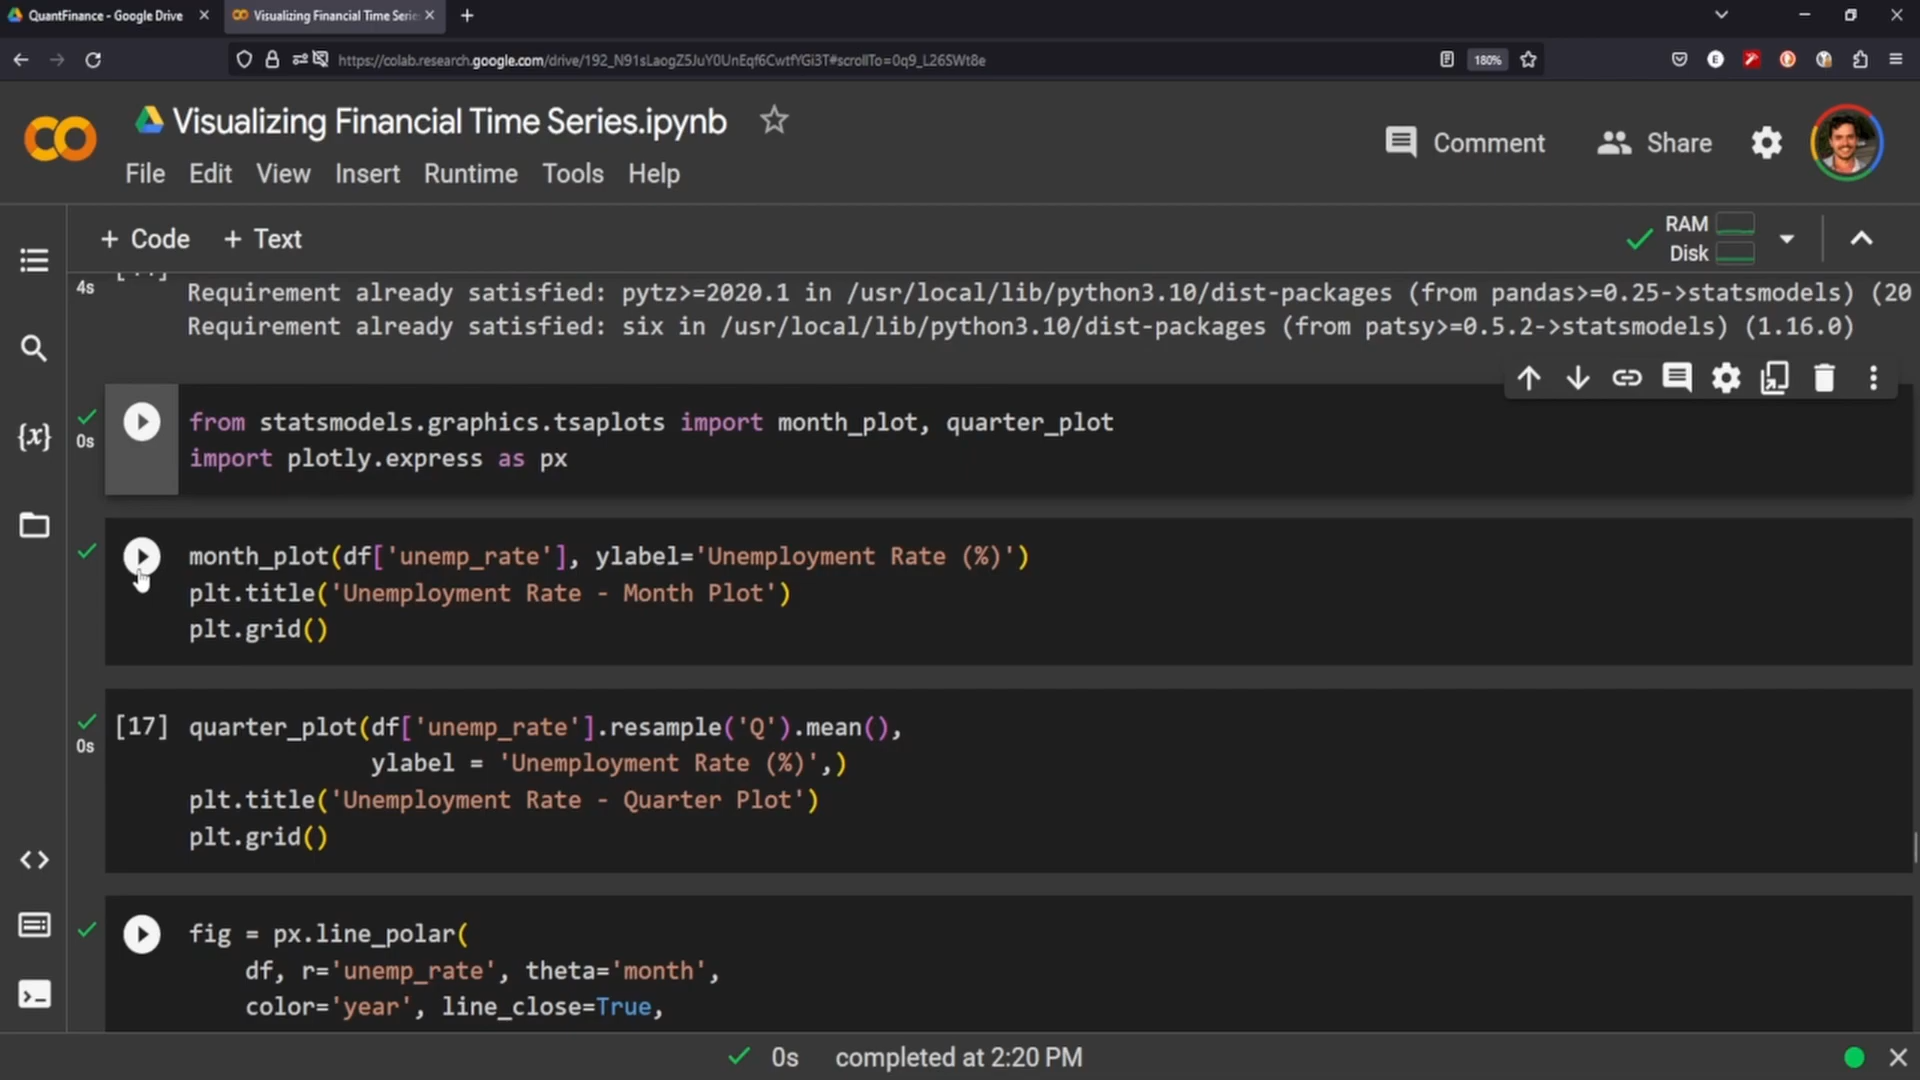 QuantFinance - Google Drive
Visualizing Financial Time Serie
https://colab.research.google.com/drive/192_N91sLaogZ5JuY0UnEqf6CwtfYGi3T#scrollTo=0q9_L26SWt8e
180%
Visualizing Financial Time Series.ipynb
Comment
Share
File Edit View Insert Runtime Tools Help
+ Code + Text
RAM
Disk
4s
Requirement already satisfied: pytz>=2020.1 in /usr/local/lib/python3.10/dist-packages (from pandas>=0.25->statsmodels) (20
Requirement already satisfied: six in /usr/local/lib/python3.10/dist-packages (from patsy>=0.5.2->statsmodels) (1.16.0)
from statsmodels.graphics.tsaplots import month_plot, quarter_plot
0s
import plotly.express as px
month_plot(df['unemp_rate'], ylabel='Unemployment Rate (%)')
plt.title('Unemployment Rate - Month Plot')
plt.grid()
[17] quarter_plot(df['unemp_rate'].resample('Q').mean(),
0s
ylabel = 'Unemployment Rate (%)',)
plt.title('Unemployment Rate - Quarter Plot')
plt.grid()
fig = px.line_polar(
df, r='unemp_rate', theta='month',
color='year', line_close=True,
0s completed at 2:20 PM